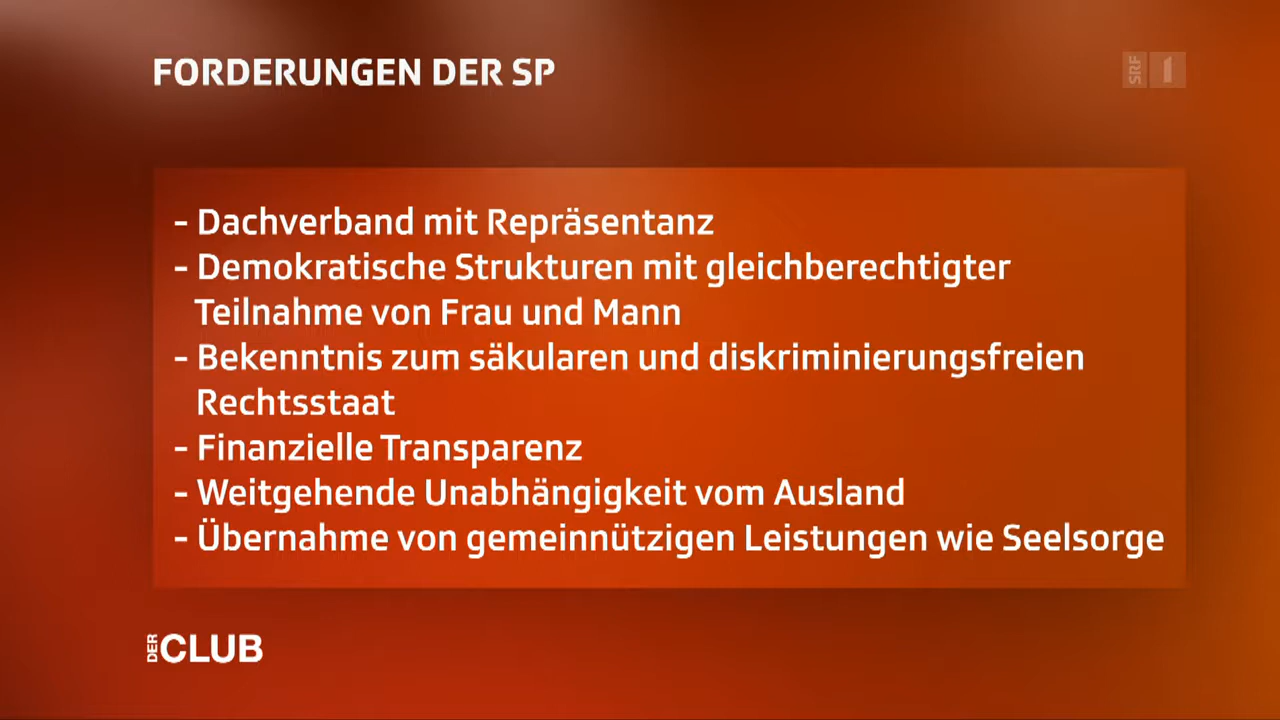 FORDERUNGEN DER SP
SRF 1
- Dachverband mit Repräsentanz
- Demokratische Strukturen mit gleichberechtigter
Teilnahme von Frau und Mann
- Bekenntnis zum säkularen und diskriminierungsfreien
Rechtsstaat
- Finanzielle Transparenz
- Weitgehende Unabhängigkeit vom Ausland
- Übernahme von gemeinnützigen Leistungen wie Seelsorge
DER CLUB